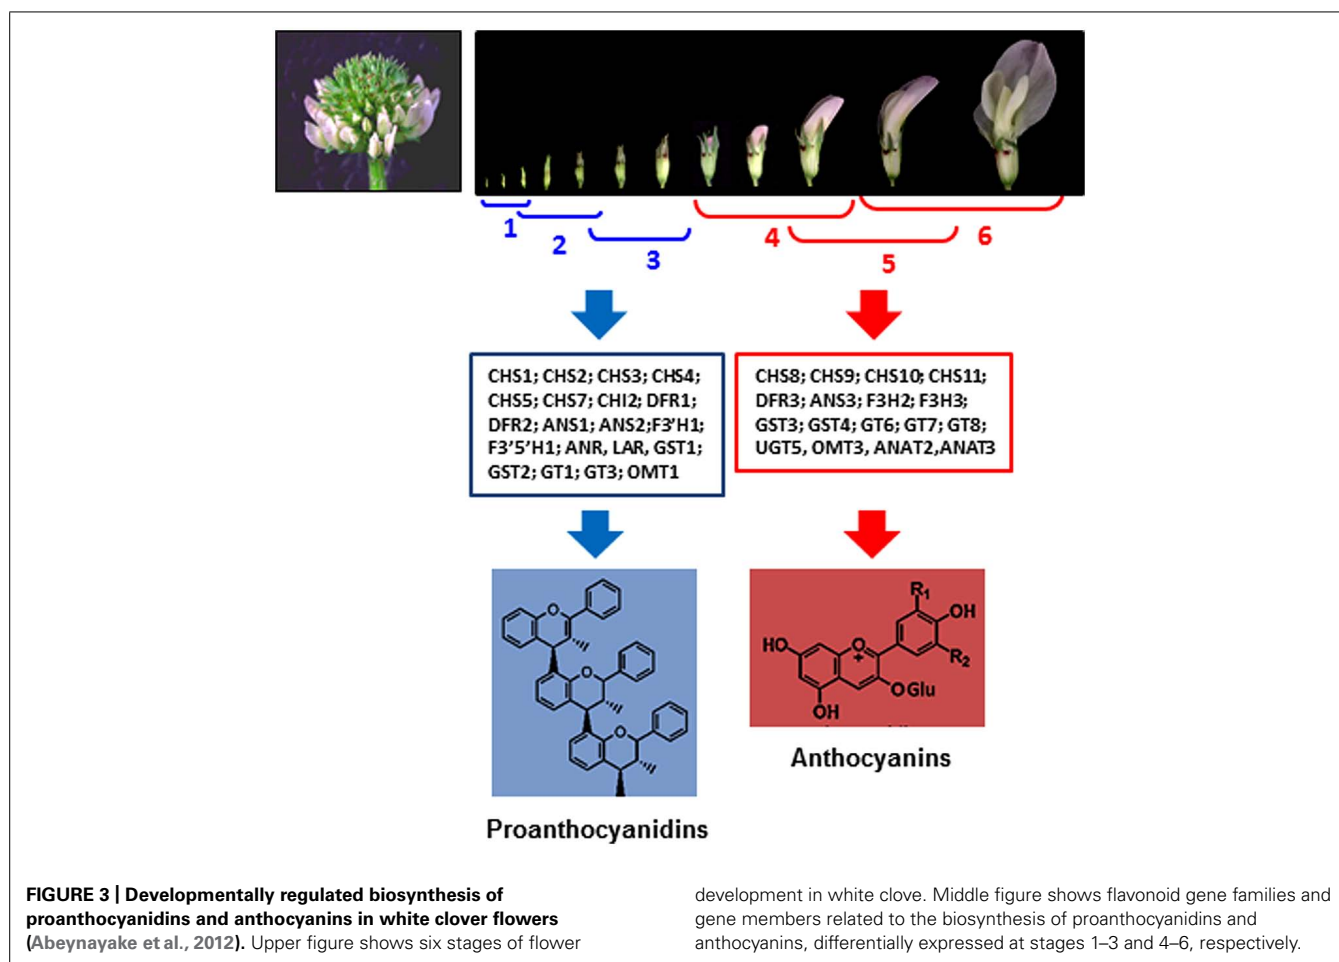 1
2
3
4
5
6
CHS1; CHS2; CHS3; CHS4;
CHS5; CHS7; CHI2; DFR1;
DFR2; ANS1; ANS2;F3'H1;
F3'5'H1; ANR, LAR, GST1;
GST2; GT1; GT3; OMT1
CHS8; CHS9; CHS10; CHS11;
DFR3; ANS3; F3H2; F3H3;
GST3; GST4; GT6; GT7; GT8;
UGT5, OMT3, ANAT2,ANAT3
O
O
O
Proanthocyanidins
R1
OH
HO
O
+
R2
OGlu
OH
Anthocyanins
FIGURE 3 | Developmentally regulated biosynthesis of
proanthocyanidins and anthocyanins in white clover flowers
(Abeynayake et al., 2012). Upper figure shows six stages of flower
development in white clove. Middle figure shows flavonoid gene families and
gene members related to the biosynthesis of proanthocyanidins and
anthocyanins, differentially expressed at stages 1–3 and 4–6, respectively.